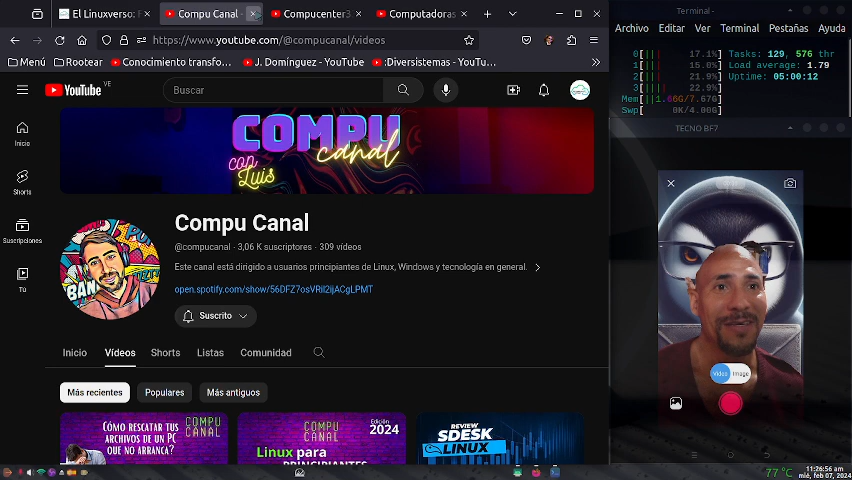 El Linuxverso: F
Compu Canal -
Compucenter3
Computadoras
https://www.youtube.com/@compucanal/videos
Menú
Rootear
Conocimiento transfo...
J. Domínguez - YouTube
:Diversistemas - YouTu...
YouTube VE
Buscar
Inicio
Shorts
Suscripciones
Tú
COMPU
canal
con
Luis
Compu Canal
@compucanal · 3,06 K suscriptores · 309 vídeos
Este canal está dirigido a usuarios principiantes de Linux, Windows y tecnología en general.
open.spotify.com/show/56DFZ7osVRiI2ijACgLPMT
Suscrito
Inicio
Vídeos
Shorts
Listas
Comunidad
Más recientes
Populares
Más antiguos
CÓMO RESCATAR TUS
ARCHIVOS DE UN PC
QUE NO ARRANCA?
COMPU
CANAL
COMPU
CANAL
Edición
2024
Linux para
PRINCIPIANTES
REVIEW
SDESK
LINUX
Terminal -
Archivo Editar Ver Terminal Pestañas Ayuda
0[|| 17.1%] Tasks: 129, 576 thr
1[|| 15.0%] Load average: 1.79
2[||| 21.9%] Uptime: 05:00:12
3[|||| 22.9%]
Mem[||1.66G/7.67G]
Swp[ 0K/4.00G]
TECNO BF7
Video
Image
77 °C
11:26:56 am
mié, feb 07, 2024